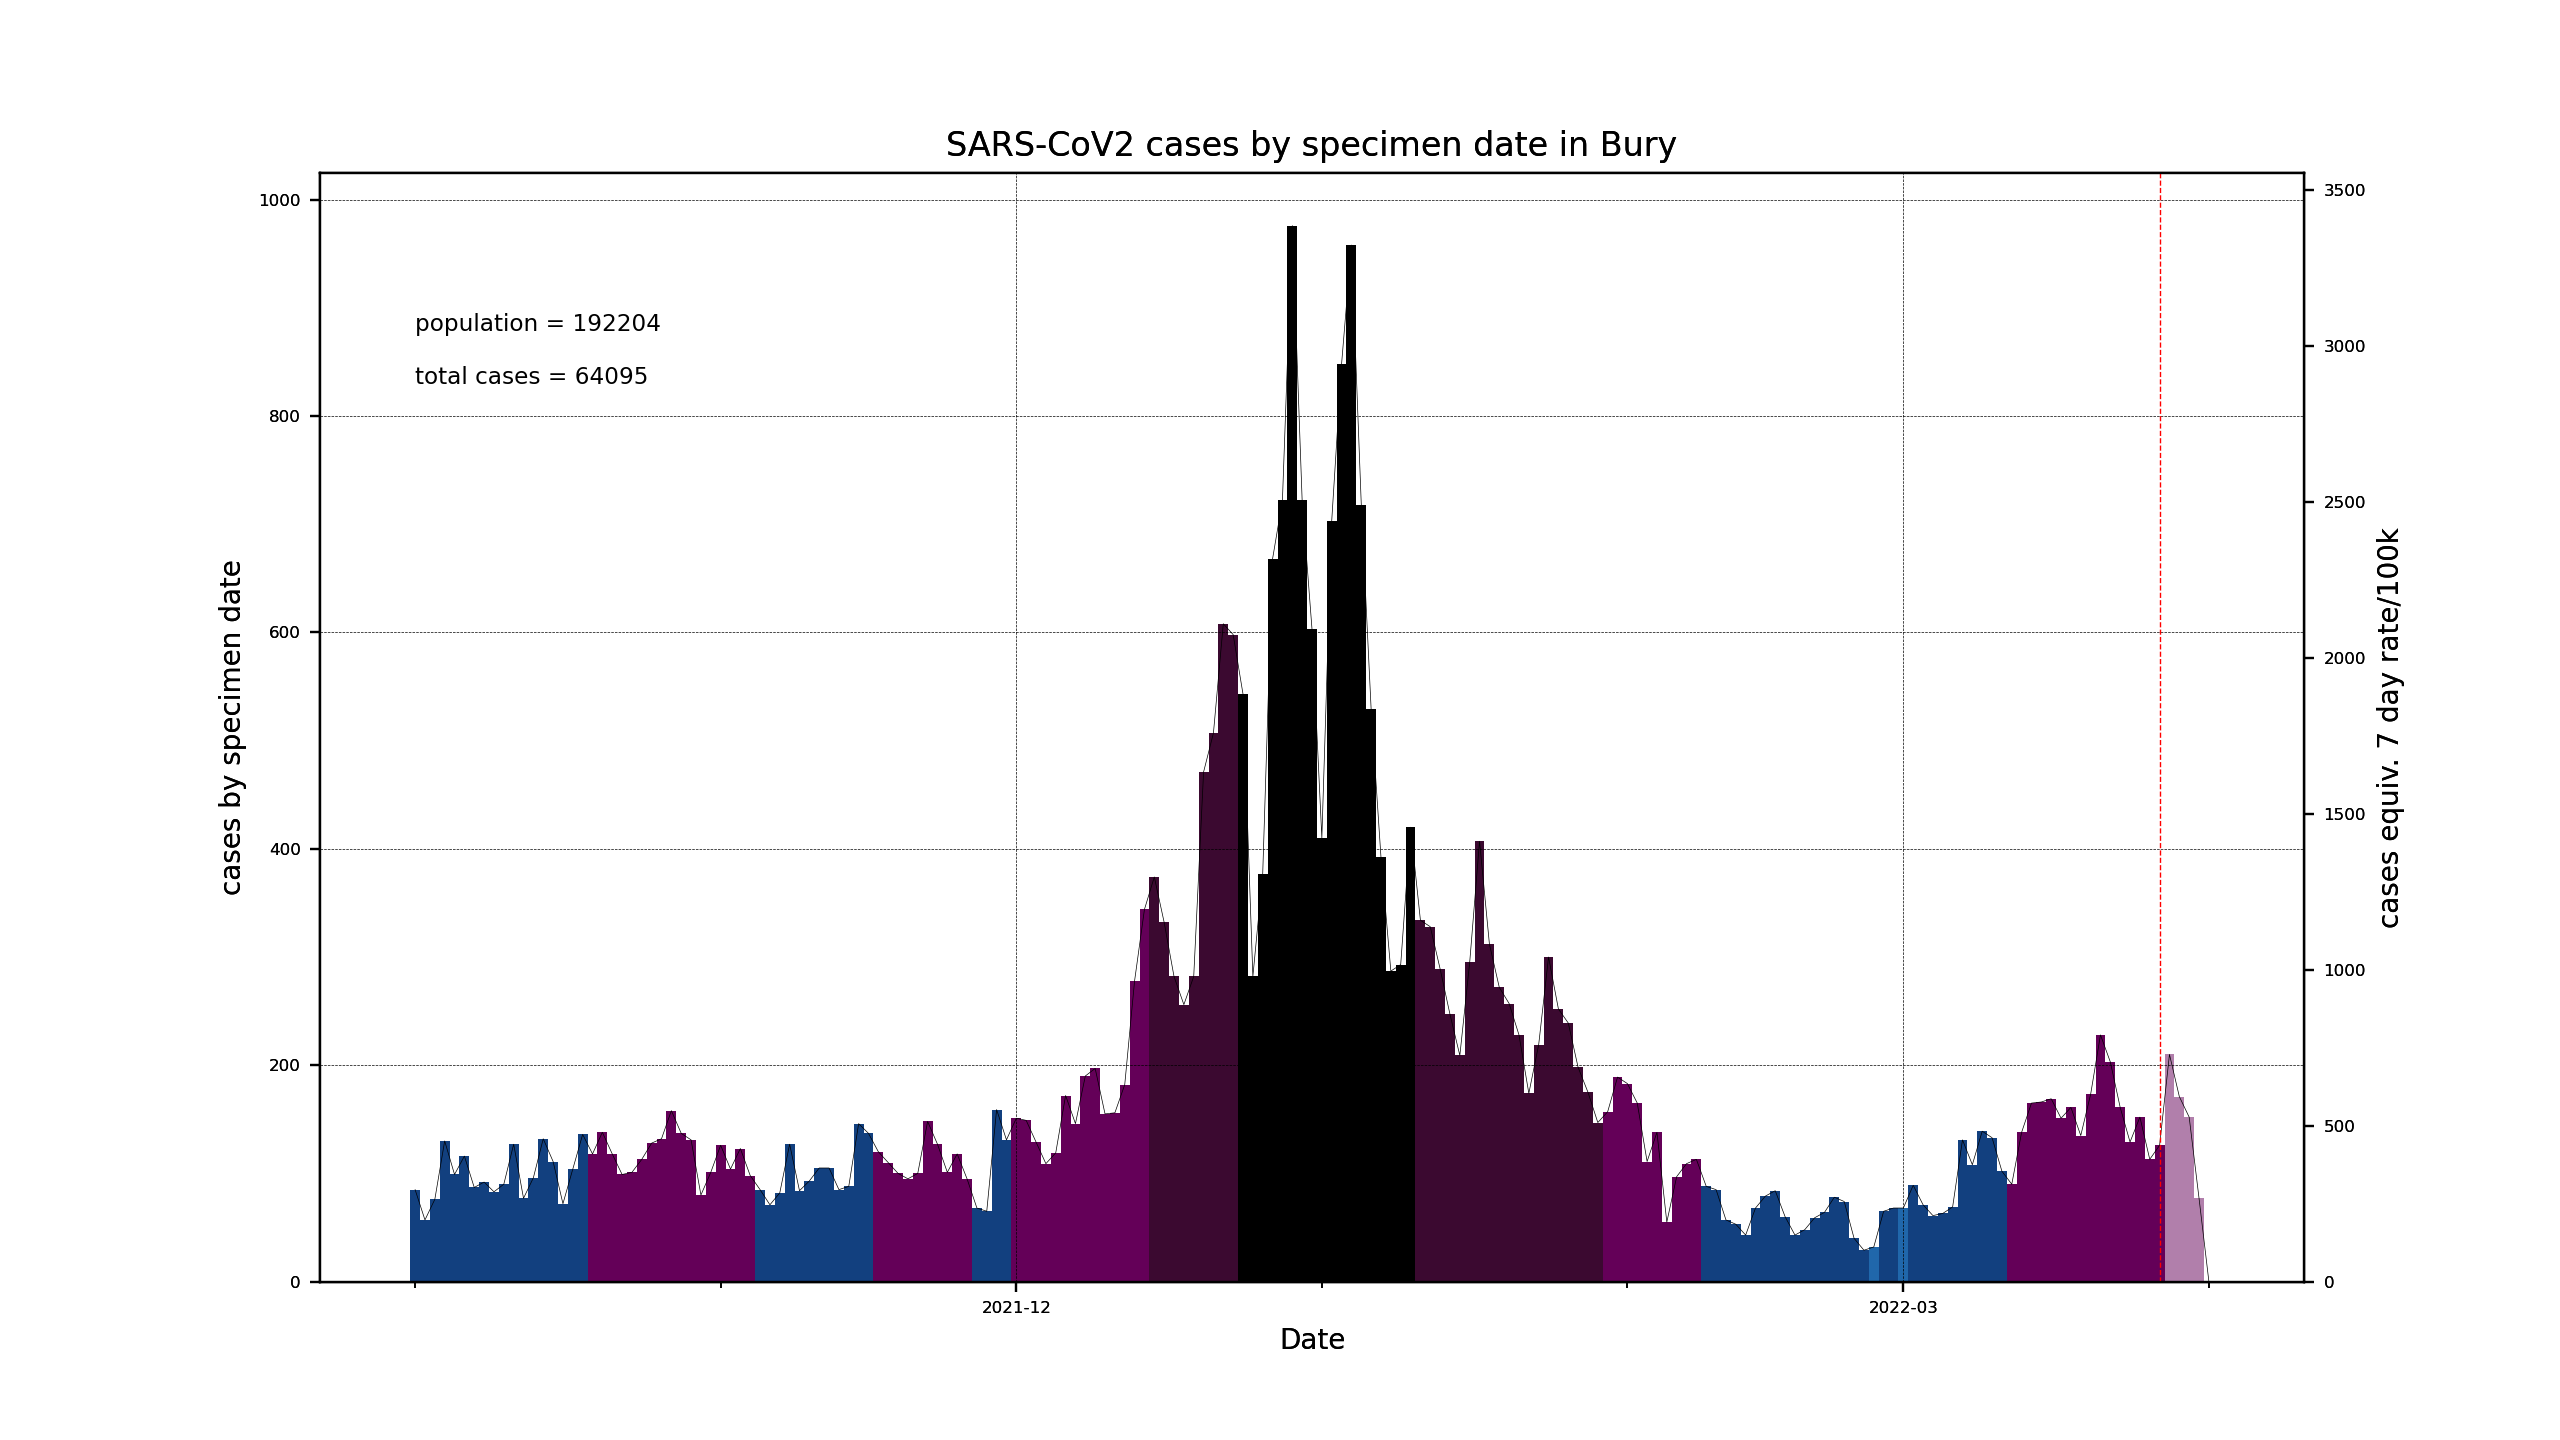 SARS-CoV2 cases by specimen date in Bury
population = 192204
total cases = 64095
cases by specimen date
1000
800
600
400
200
0
3500
3000
2500
2000
1500
1000
500
0
cases equiv. 7 day rate/100k
2021-12
2022-03
Date